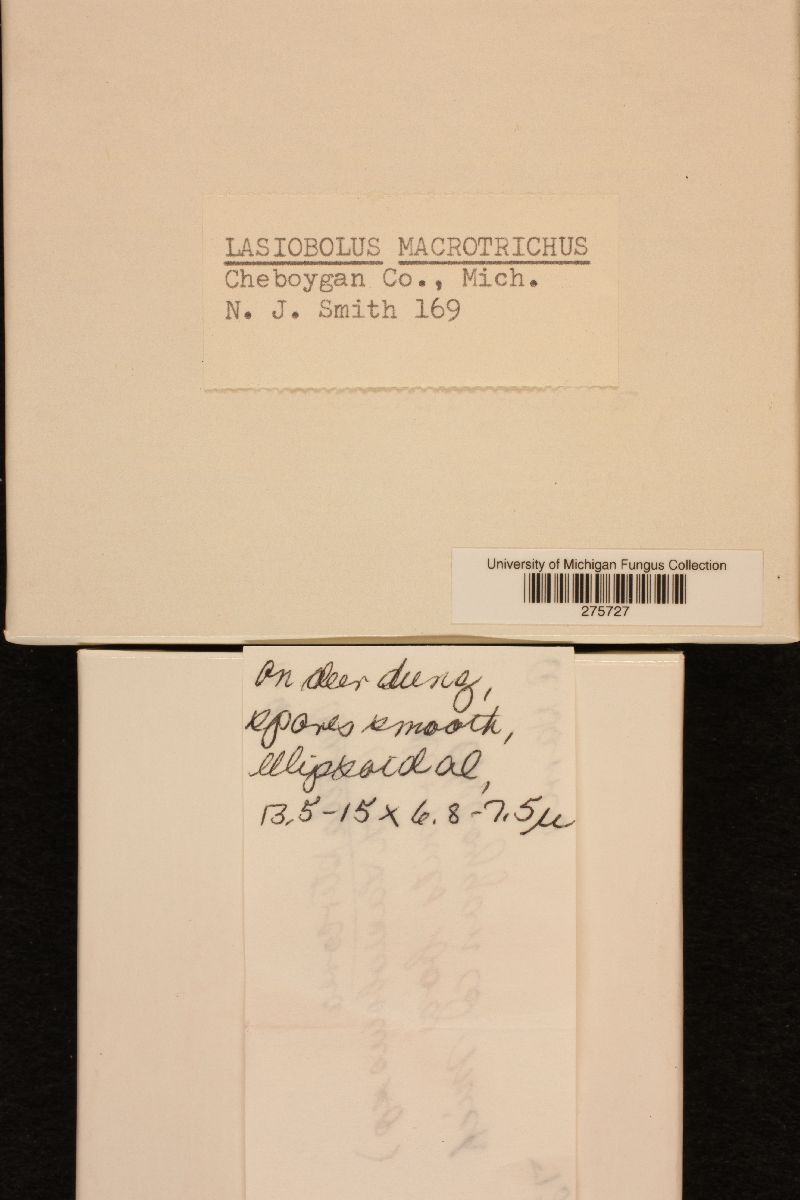 LASIOBOLUS MACROTRICHUS
Cheboygan Co., Mich.
N. J. Smith 169
University of Michigan Fungus Collection
275727
on deer dung,
spores smooth,
ellipsoidal,
13.5-15 x 6.8-7.5µ